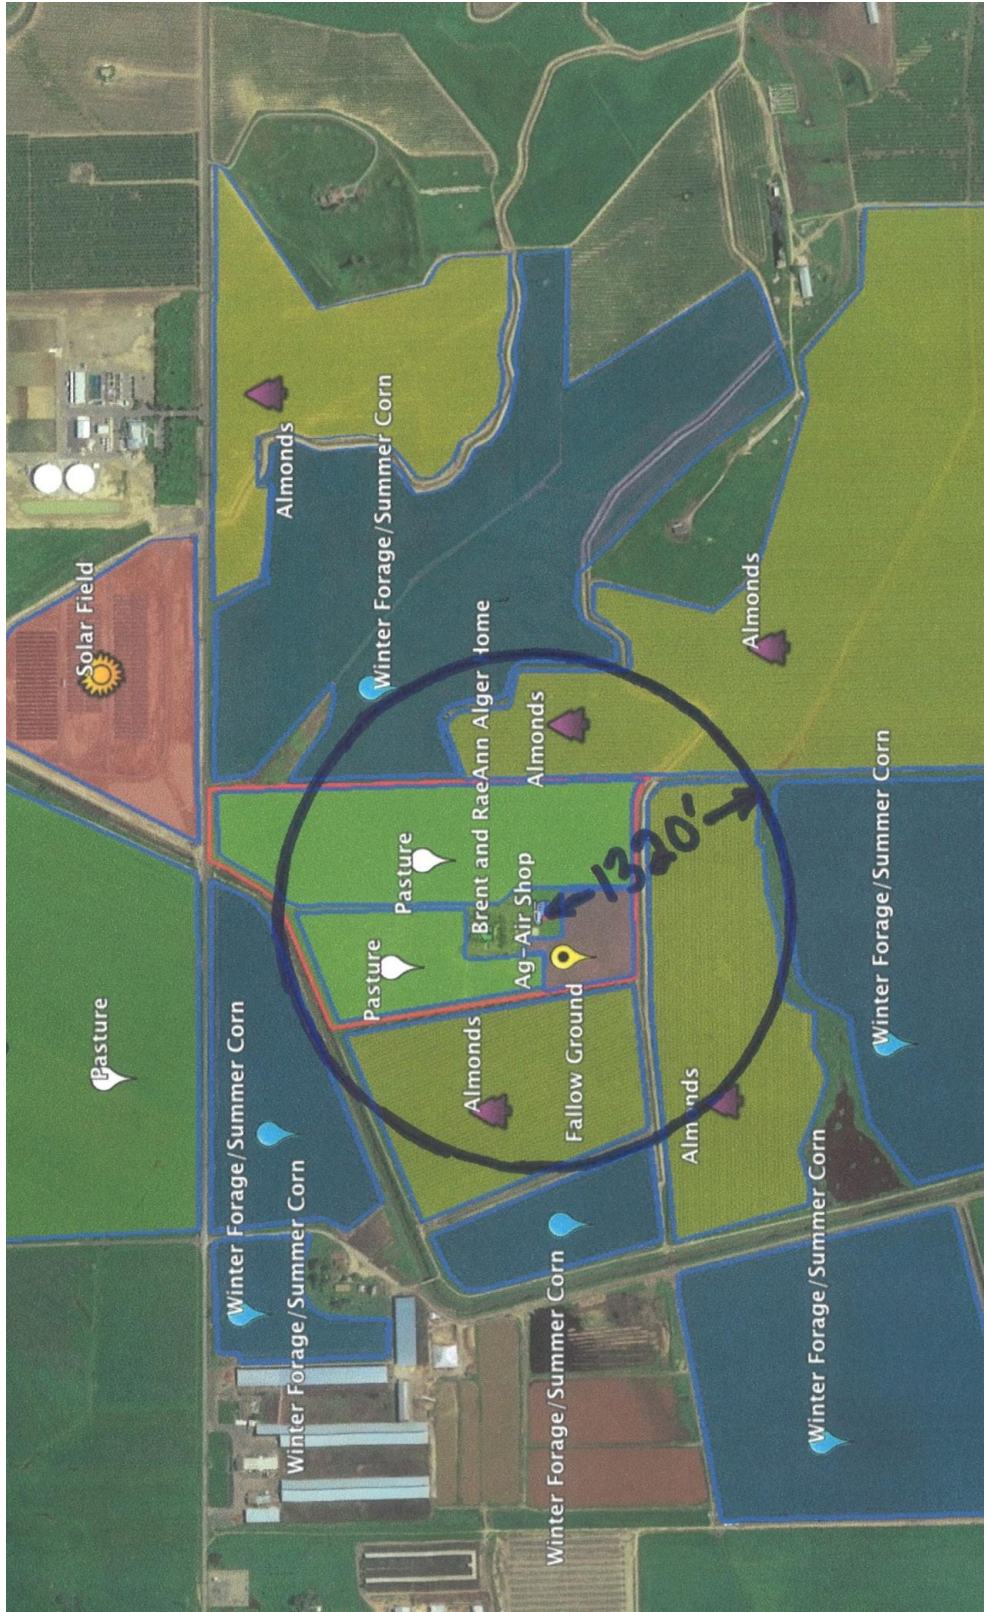 Solar Field
Pasture
Winter Forage/Summer Corn
Almonds
Winter Forage/Summer Corn
Pasture
Winter Forage/Summer Corn
Pasture
Almonds
Brent and RaeAnn Alger Home
Ag-Air Shop
Almonds
Winter Forage/Summer Corn
Fallow Ground
1320'
Almonds
Almonds
Winter Forage/Summer Corn
Winter Forage/Summer Corn